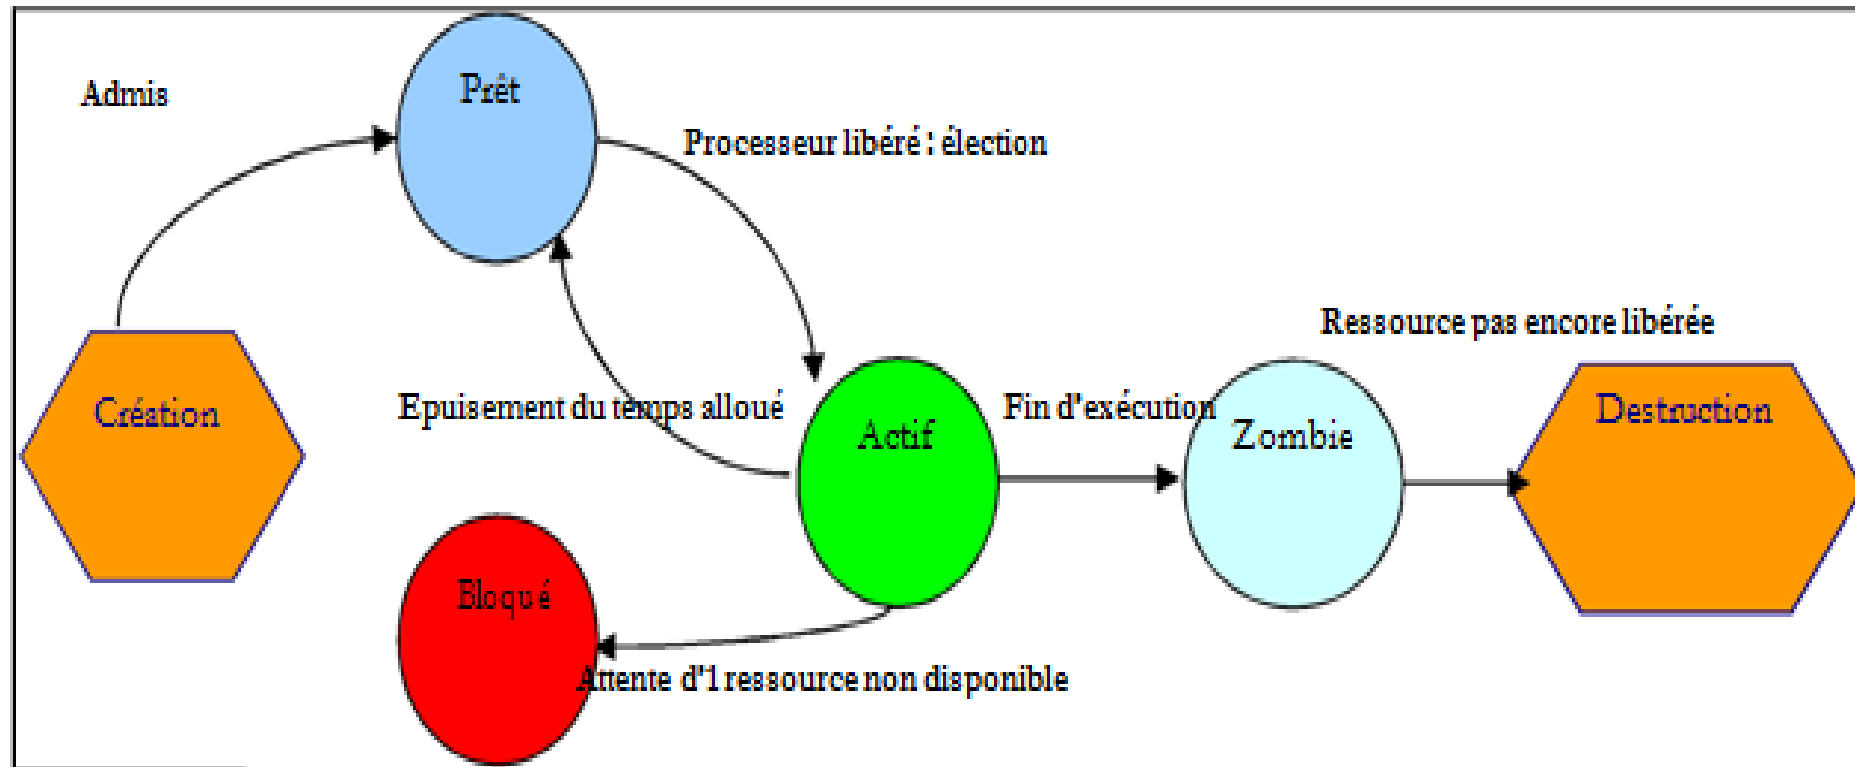 Admis
Prêt
Processeur libéré : élection
Ressource pas encore libérée
Création
Epuisement du temps alloué
Actif
Fin d'exécution
Zombie
Destruction
Bloqué
Attente d'1 ressource non disponible